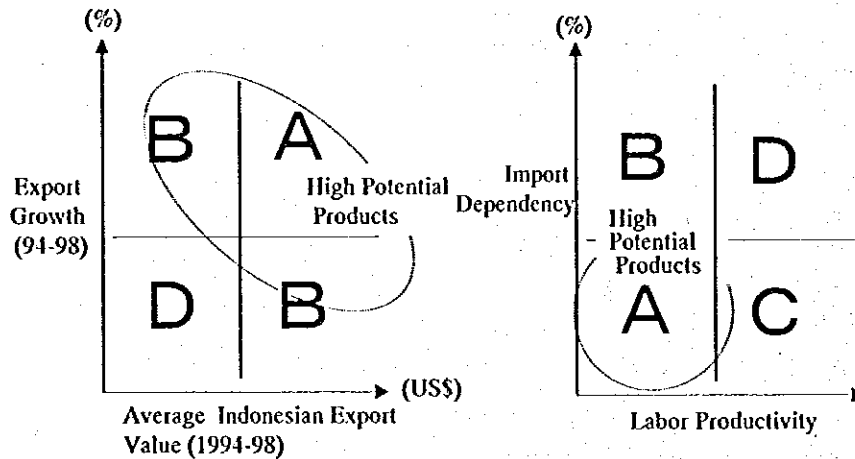 (%)
B
A
Export
Growth
(94-98)
High Potential
Products
D
B
(US$)
Average Indonesian Export
Value (1994-98)
(%)
B
D
Import
Dependency
High
Potential
Products
A
C
Labor Productivity